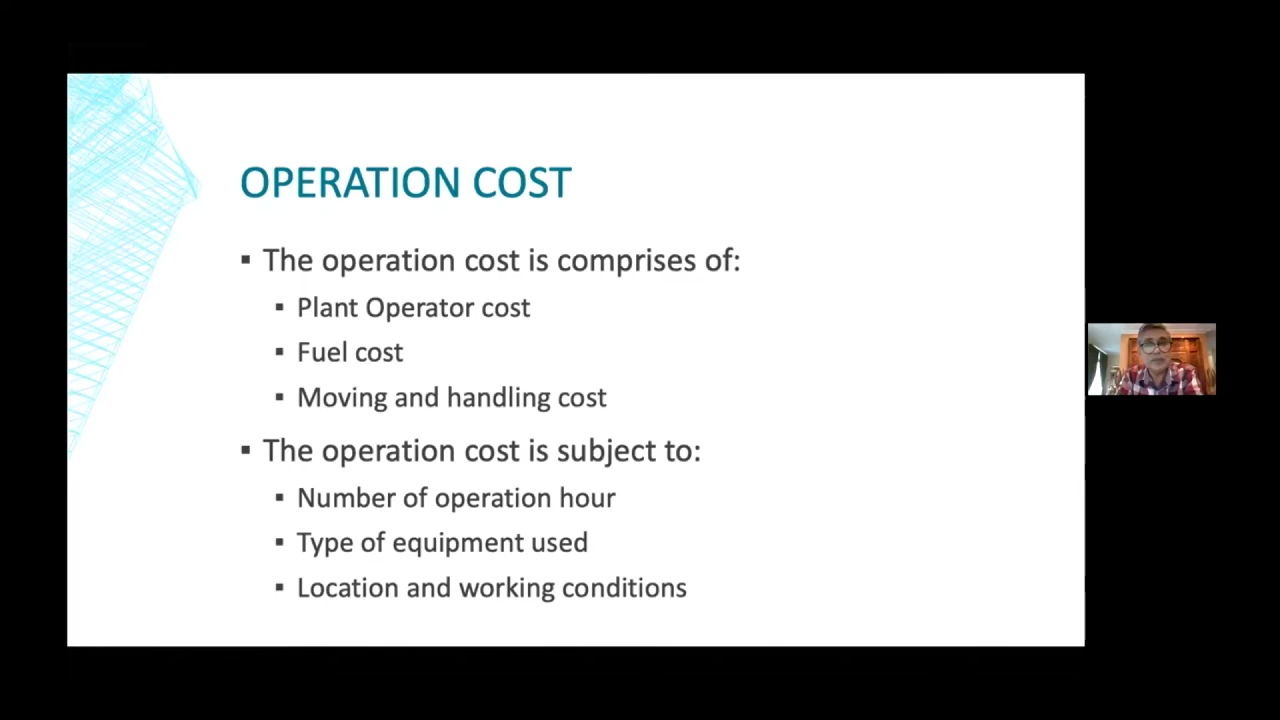 OPERATION COST
▪ The operation cost is comprises of:
▪ Plant Operator cost
▪ Fuel cost
▪ Moving and handling cost
▪ The operation cost is subject to:
▪ Number of operation hour
▪ Type of equipment used
▪ Location and working conditions